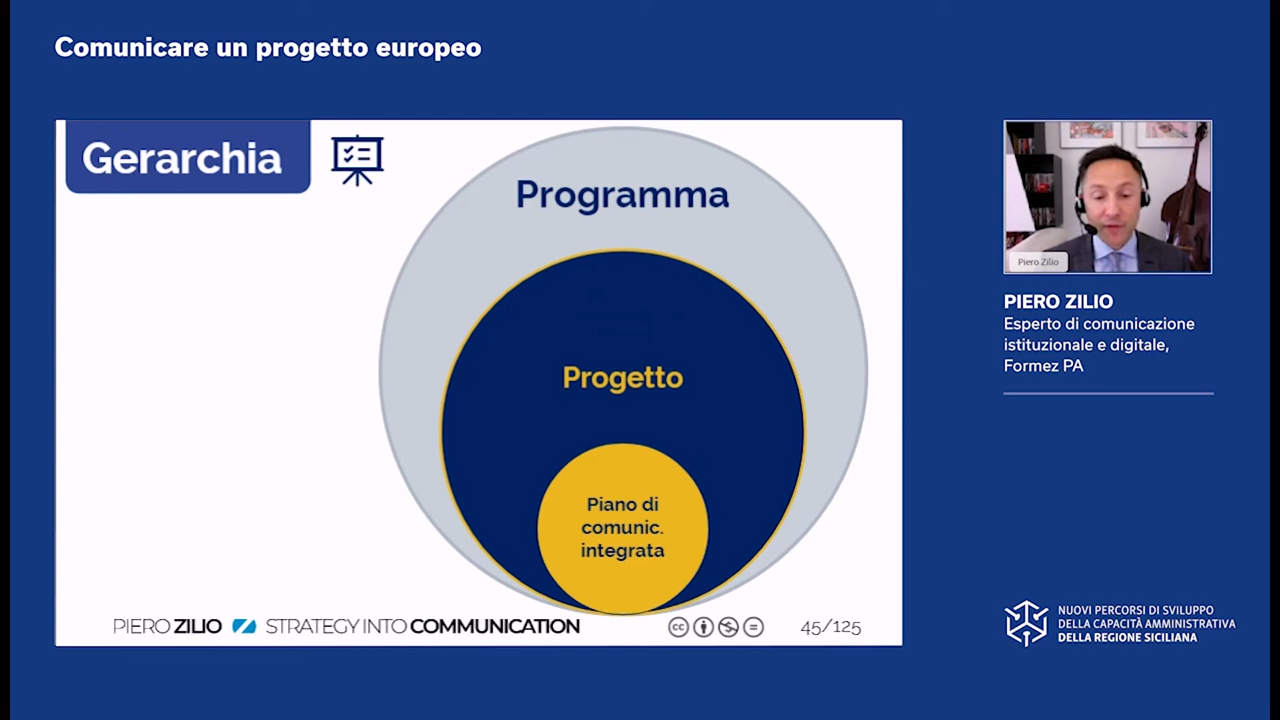 Comunicare un progetto europeo
Gerarchia
Programma
Progetto
Piano di
comunic.
integrata
PIERO ZILIO STRATEGY INTO COMMUNICATION
cc
45/125
Piero Zilio
PIERO ZILIO
Esperto di comunicazione
istituzionale e digitale,
Formez PA
NUOVI PERCORSI DI SVILUPPO
DELLA CAPACITÀ AMMINISTRATIVA
DELLA REGIONE SICILIANA